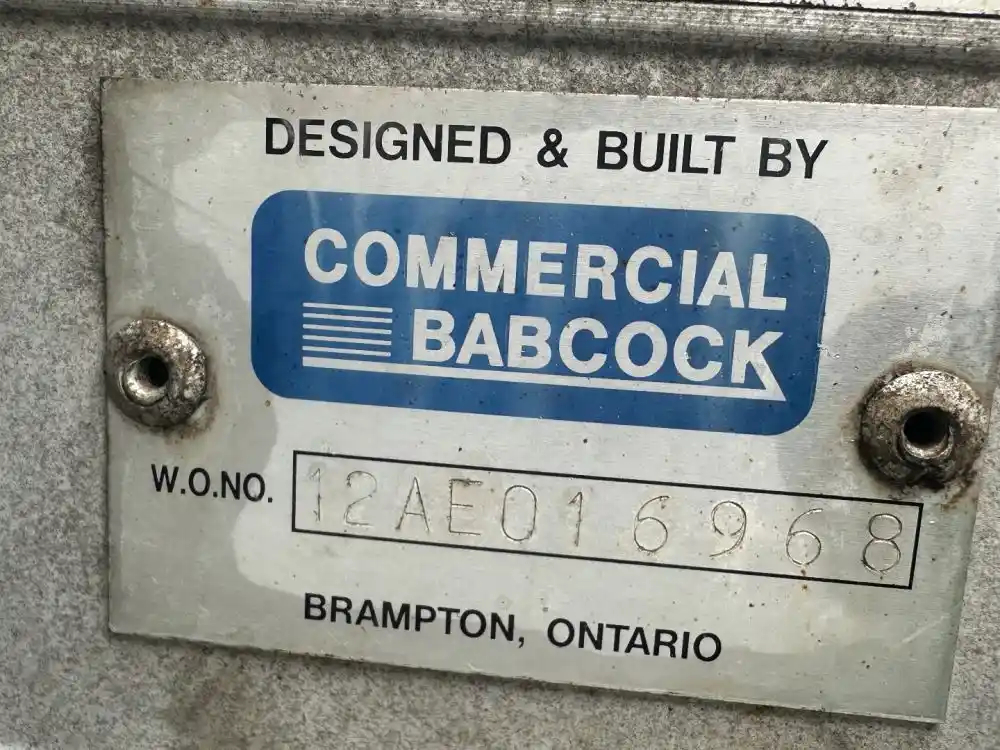 DESIGNED & BUILT BY
COMMERCIAL
BABCOCK
W.O.NO. 12AE016968
BRAMPTON, ONTARIO